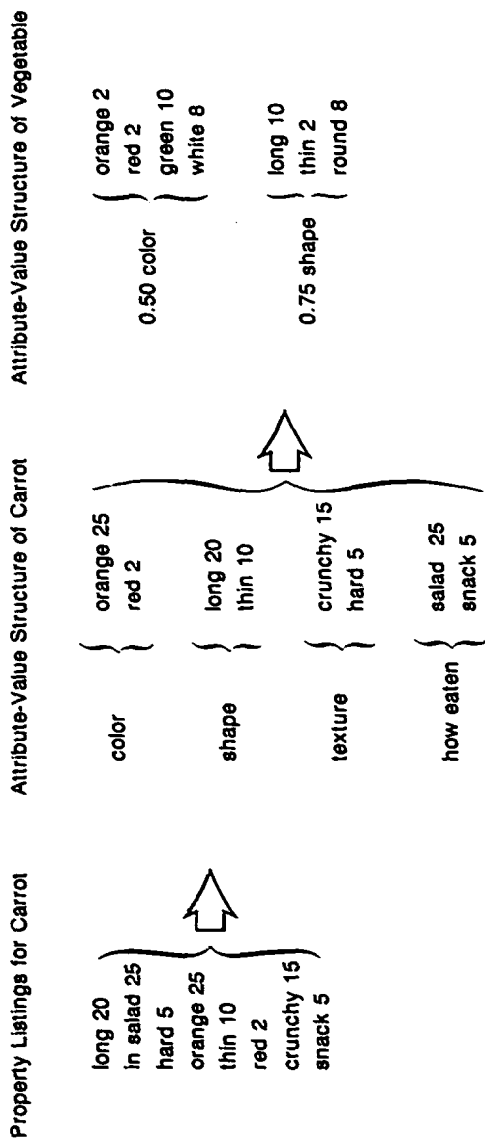 Property Listings for Carrot
long 20
in salad 25
hard 5
orange 25
thin 10
red 2
crunchy 15
snack 5
Attribute-Value Structure of Carrot
color
orange 25
red 2
shape
long 20
thin 10
texture
crunchy 15
hard 5
how eaten
salad 25
snack 5
Attribute-Value Structure of Vegetable
0.50 color
orange 2
red 2
green 10
white 8
0.75 shape
long 10
thin 2
round 8